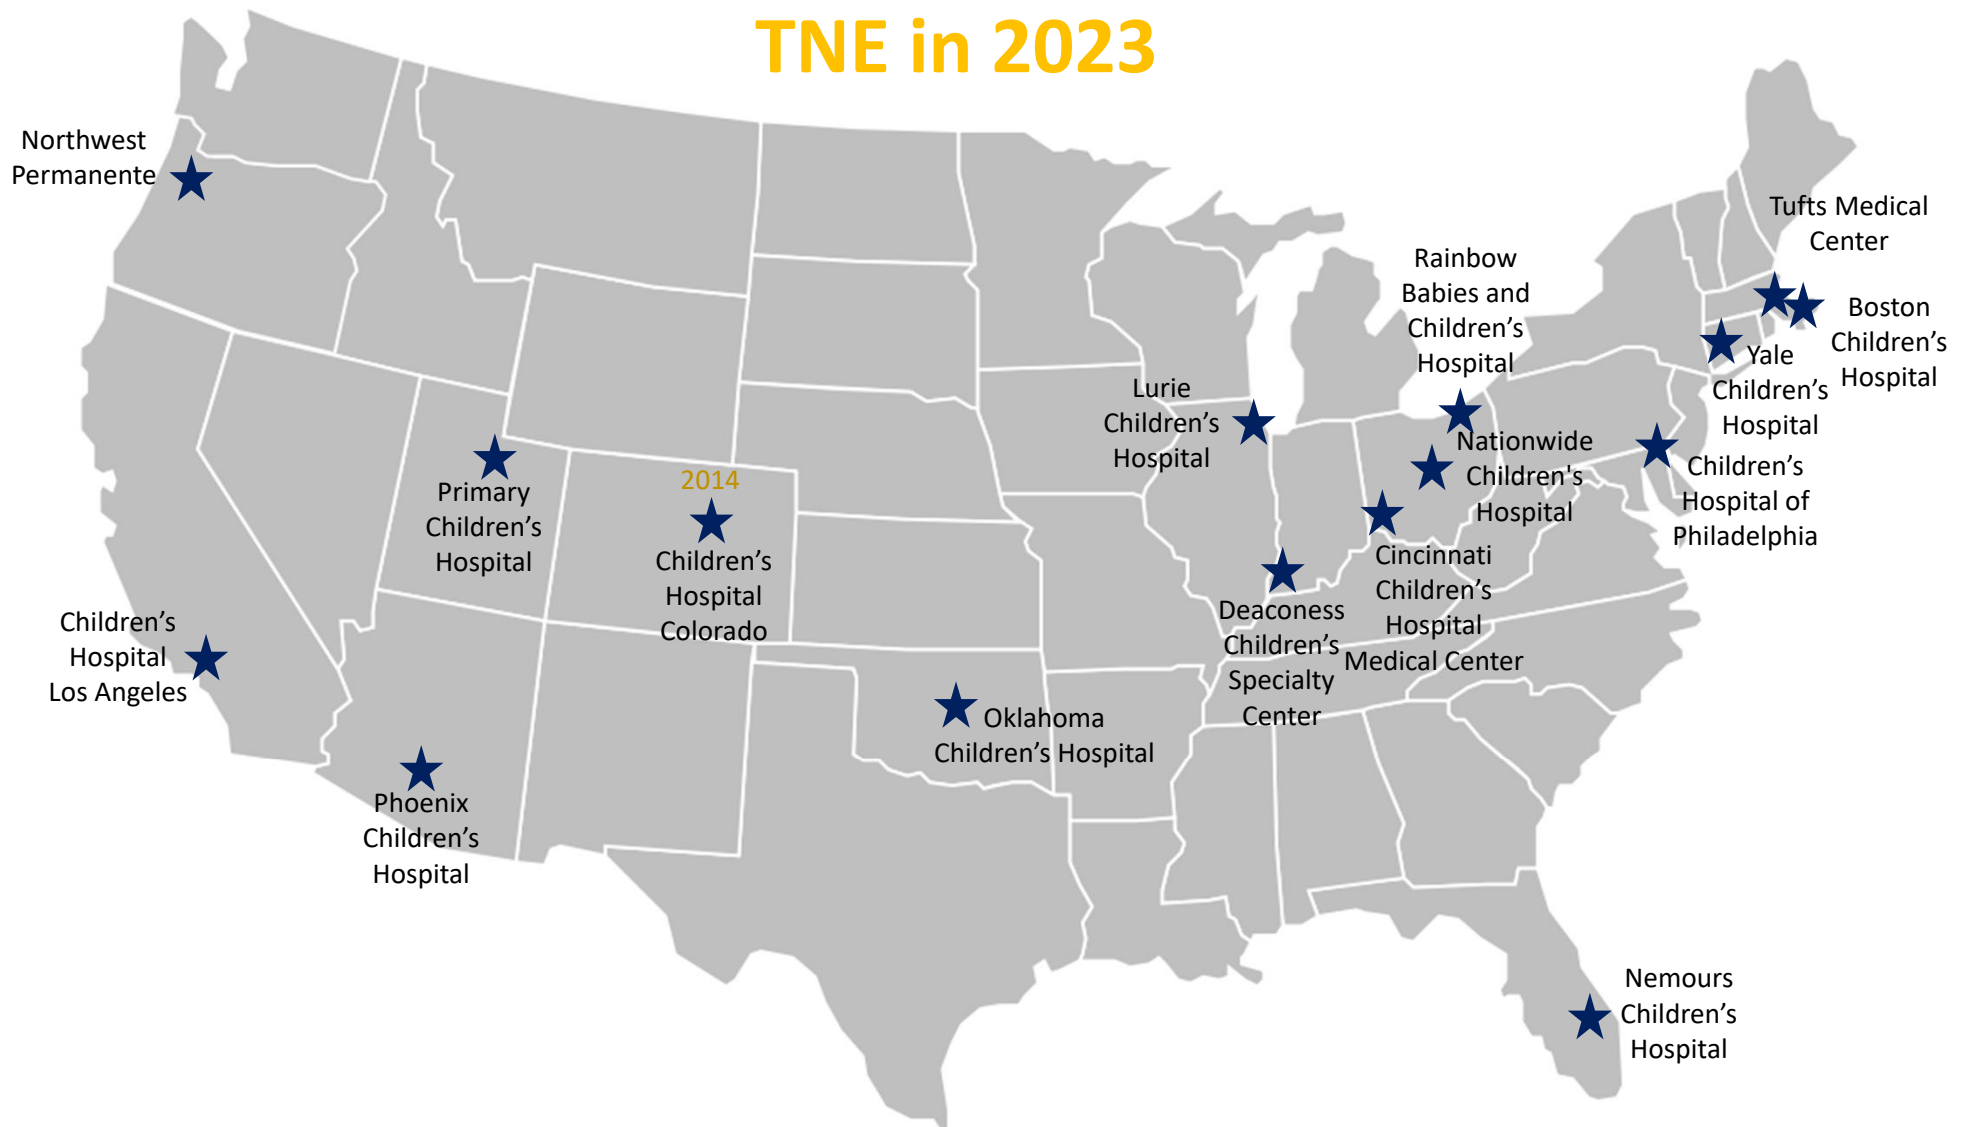 TNE in 2023
Northwest
Permanente
Tufts Medical
Center
Rainbow
Babies and
Children’s
Hospital
Boston
Children’s
Hospital
Yale
Children’s
Hospital
Lurie
Children’s
Hospital
Nationwide
Children's
Hospital
Children’s
Hospital of
Philadelphia
2014
Primary
Children’s
Hospital
Children’s
Hospital
Colorado
Cincinnati
Children’s
Hospital
Medical Center
Deaconess
Children’s
Specialty
Center
Children’s
Hospital
Los Angeles
Oklahoma
Children’s Hospital
Phoenix
Children’s
Hospital
Nemours
Children’s
Hospital